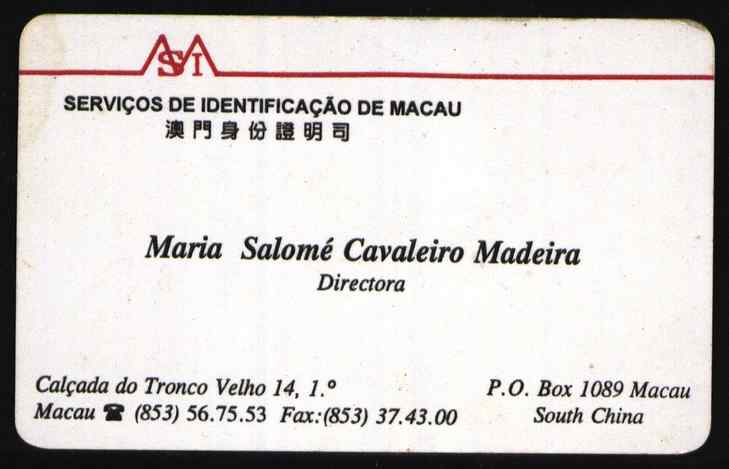 SIM
SERVIÇOS DE IDENTIFICAÇÃO DE MACAU
澳門身份證明司
Maria Salomé Cavaleiro Madeira
Directora
Calçada do Tronco Velho 14, 1.º
Macau ☎ (853) 56.75.53 Fax:(853) 37.43.00
P.O. Box 1089 Macau
South China